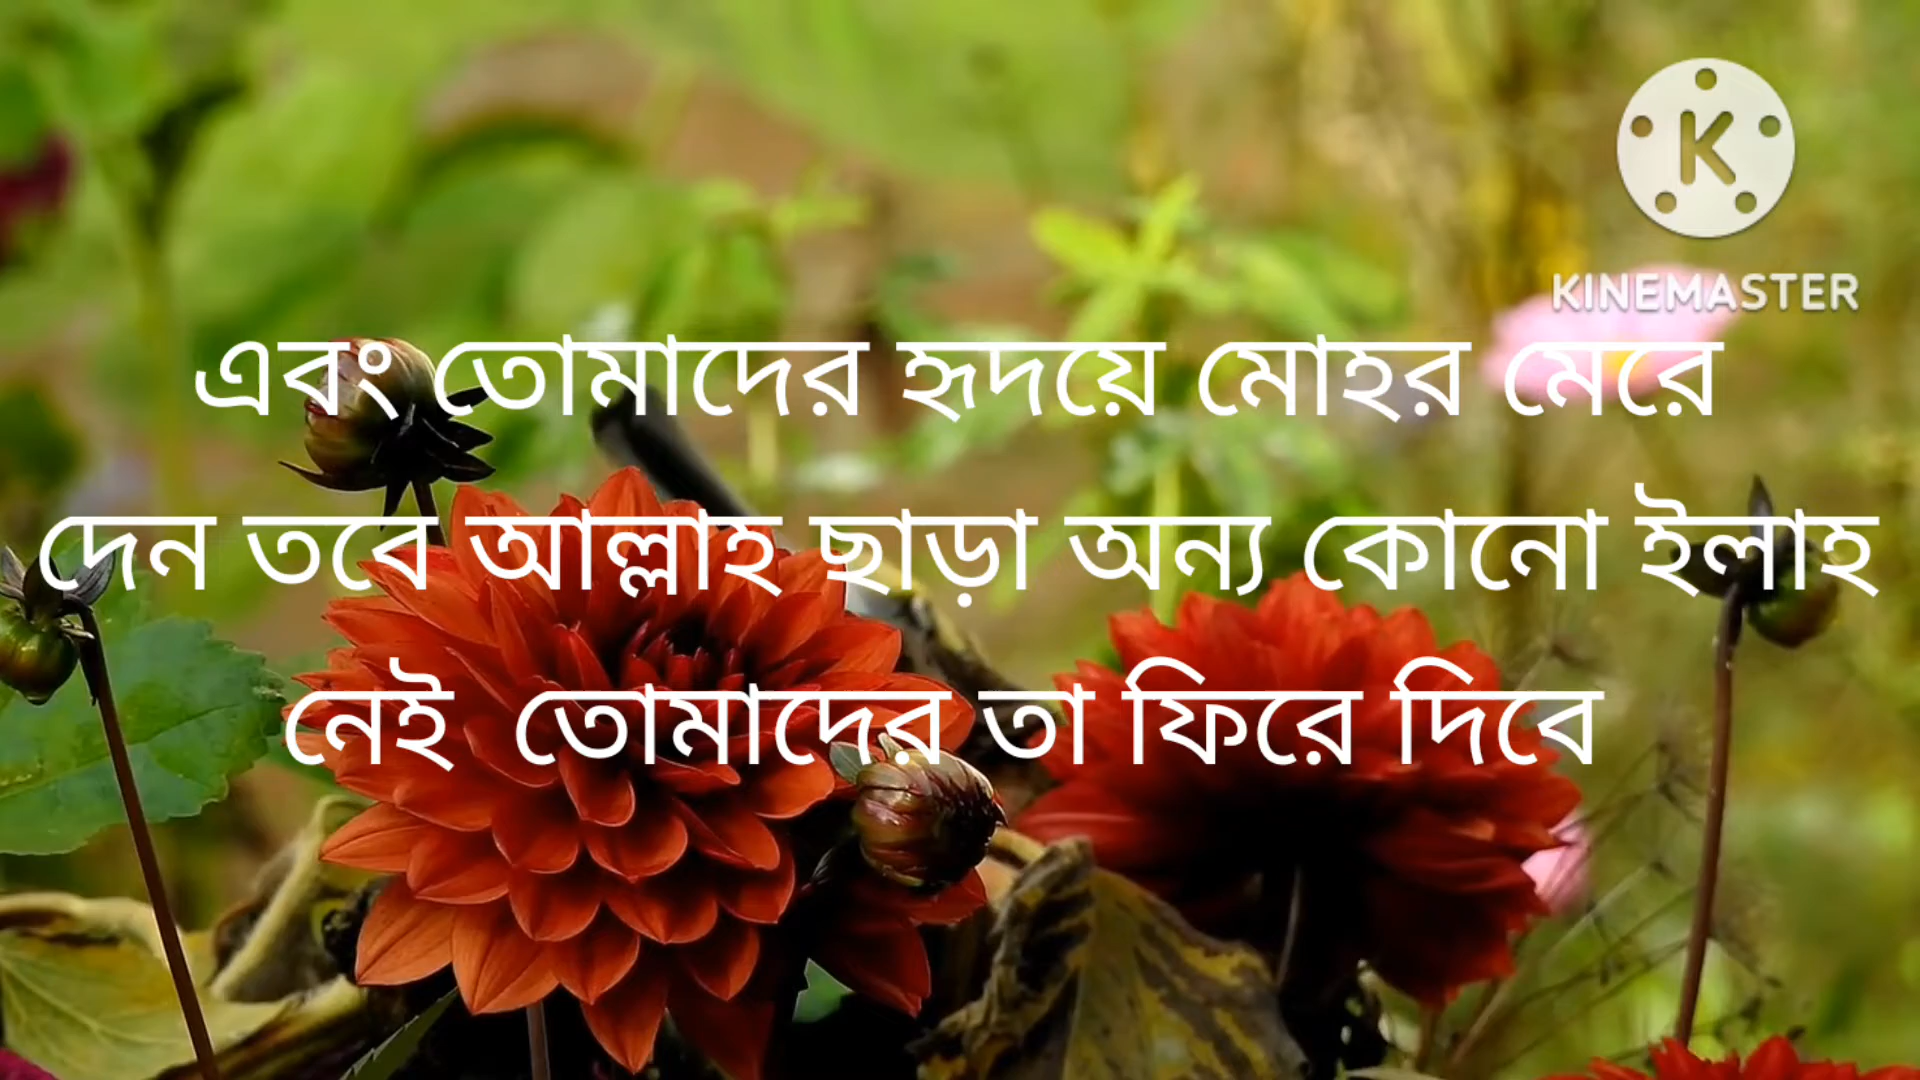 KINEMASTER
এবং তোমাদের হৃদয়ে মোহর মেরে
দেন তবে আল্লাহ ছাড়া অন্য কোনো ইলাহ
নেই  তোমাদের তা ফিরে দিবে